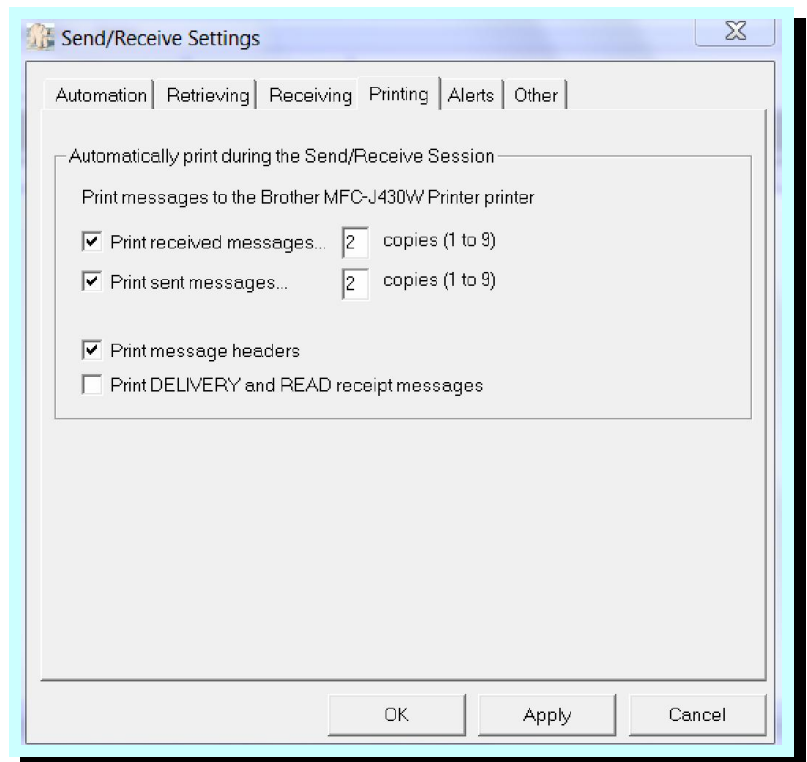 Send/Receive Settings
Automation Retrieving Receiving Printing Alerts Other
Automatically print during the Send/Receive Session
Print messages to the Brother MFC-J430W Printer printer
Print received messages... 2 copies (1 to 9)
Print sent messages... 2 copies (1 to 9)
Print message headers
Print DELIVERY and READ receipt messages
OK Apply Cancel